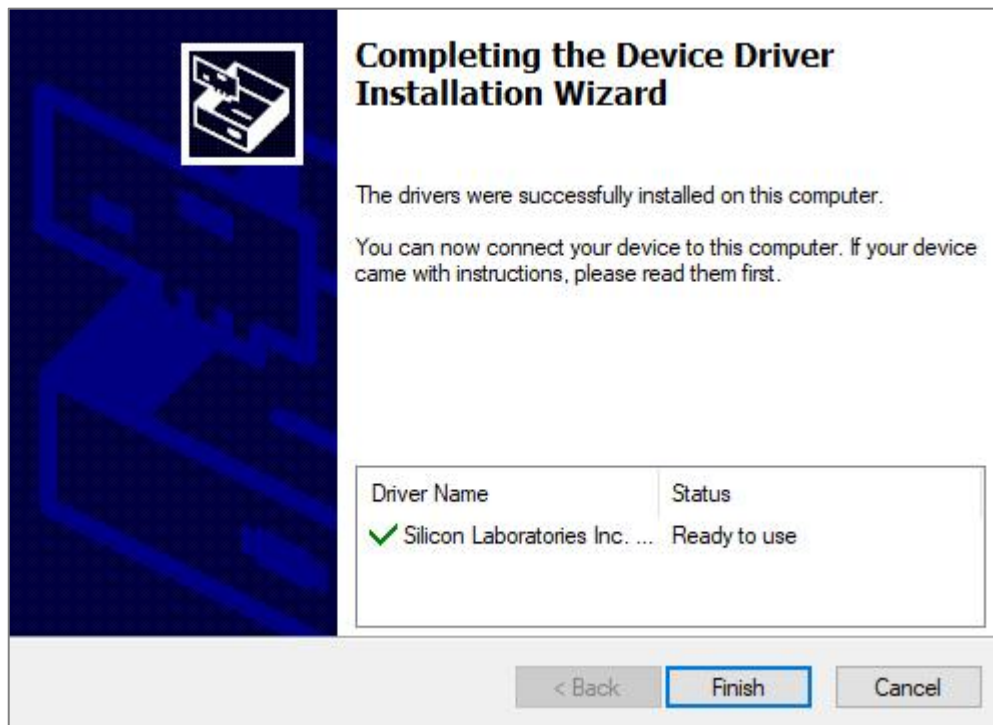 Completing the Device Driver
Installation Wizard
The drivers were successfully installed on this computer.
You can now connect your device to this computer. If your device
came with instructions, please read them first.
Driver Name Status
Silicon Laboratories Inc. ... Ready to use
< Back Finish Cancel